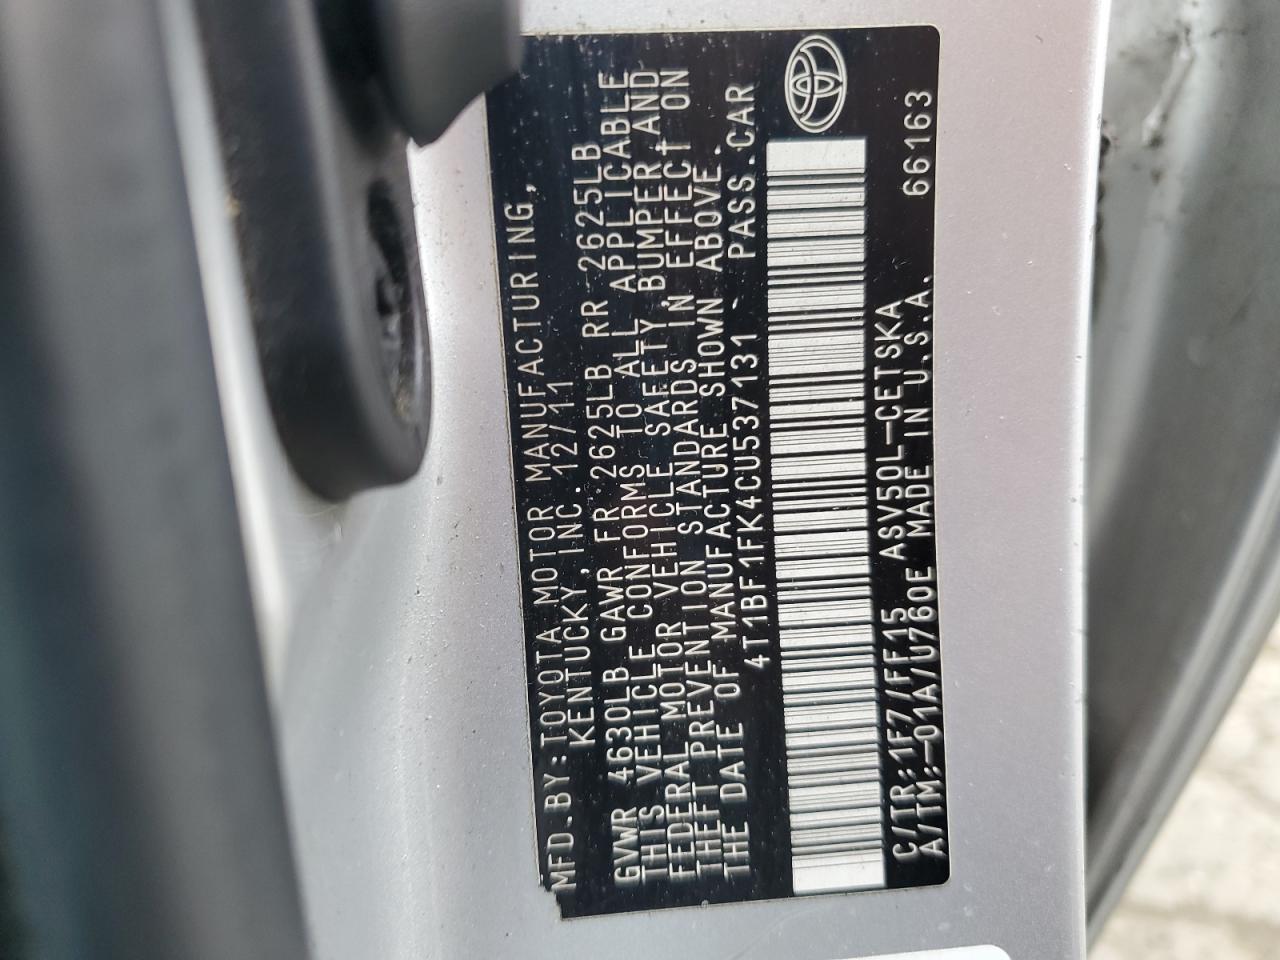 MFD.BY:TOYOTA MOTOR MANUFACTURING,
KENTUCKY,INC.12/11
GVWR 4630LB GAWR FR 2625LB RR 2625LB
THIS VEHICLE CONFORMS TO ALL APPLICABLE
FEDERAL MOTOR VEHICLE SAFETY,BUMPER,AND
THEFT PREVENTION STANDARDS IN EFFECT ON
THE DATE OF MANUFACTURE SHOWN ABOVE.
4T1BF1FK4CU537131 PASS.CAR
C/TR:1F7/FF15 ASV50L-CETSKA
A/TM:-01A/U760E MADE IN U.S.A. 66163